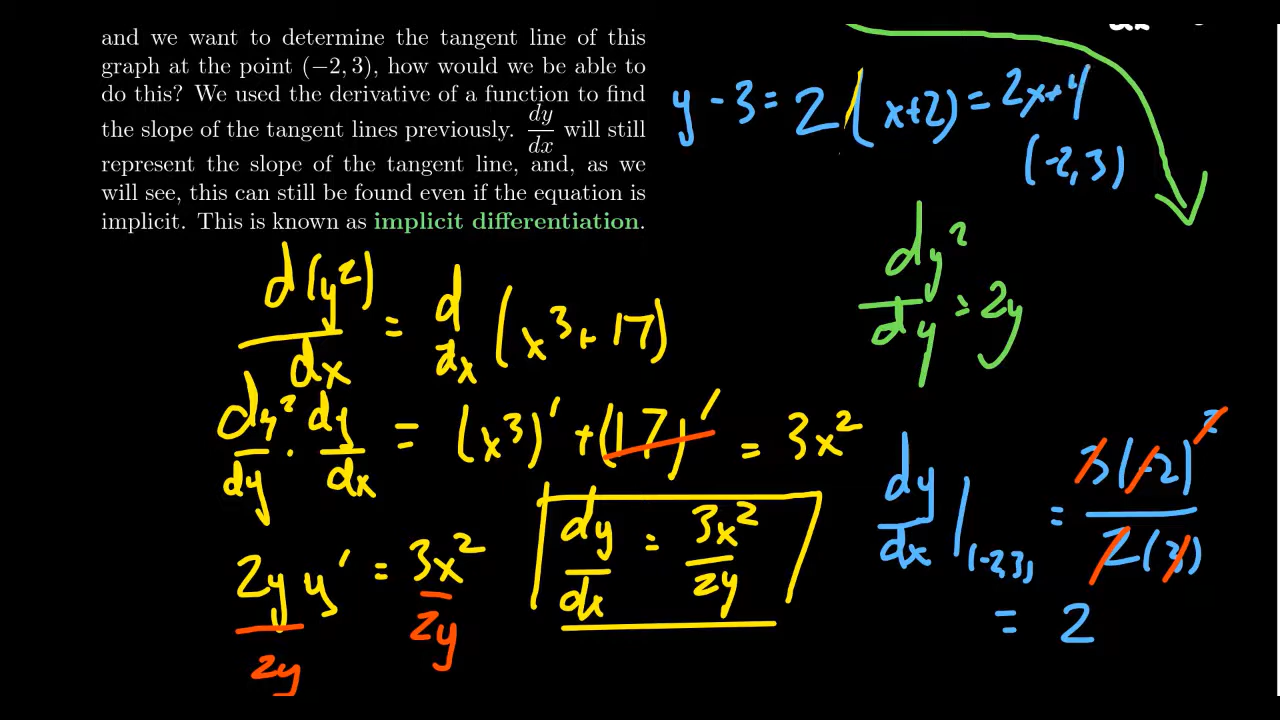 and we want to determine the tangent line of this
graph at the point (−2, 3), how would we be able to
do this? We used the derivative of a function to find
the slope of the tangent lines previously. dy/dx will still
represent the slope of the tangent line, and, as we
will see, this can still be found even if the equation is
implicit. This is known as implicit differentiation.
y - 3 = 2 (x+2) = 2x+4
(-2, 3)
dy²/dy = 2y
d(y²)/dx = d/dx (x³ + 17)
dy²/dy · dy/dx = (x³)' + (17)' = 3x²
2y y' / 2y = 3x² / 2y
dy/dx = 3x²/2y
dy/dx |(-2,3) = 3(-2)² / 2(3)
= 2